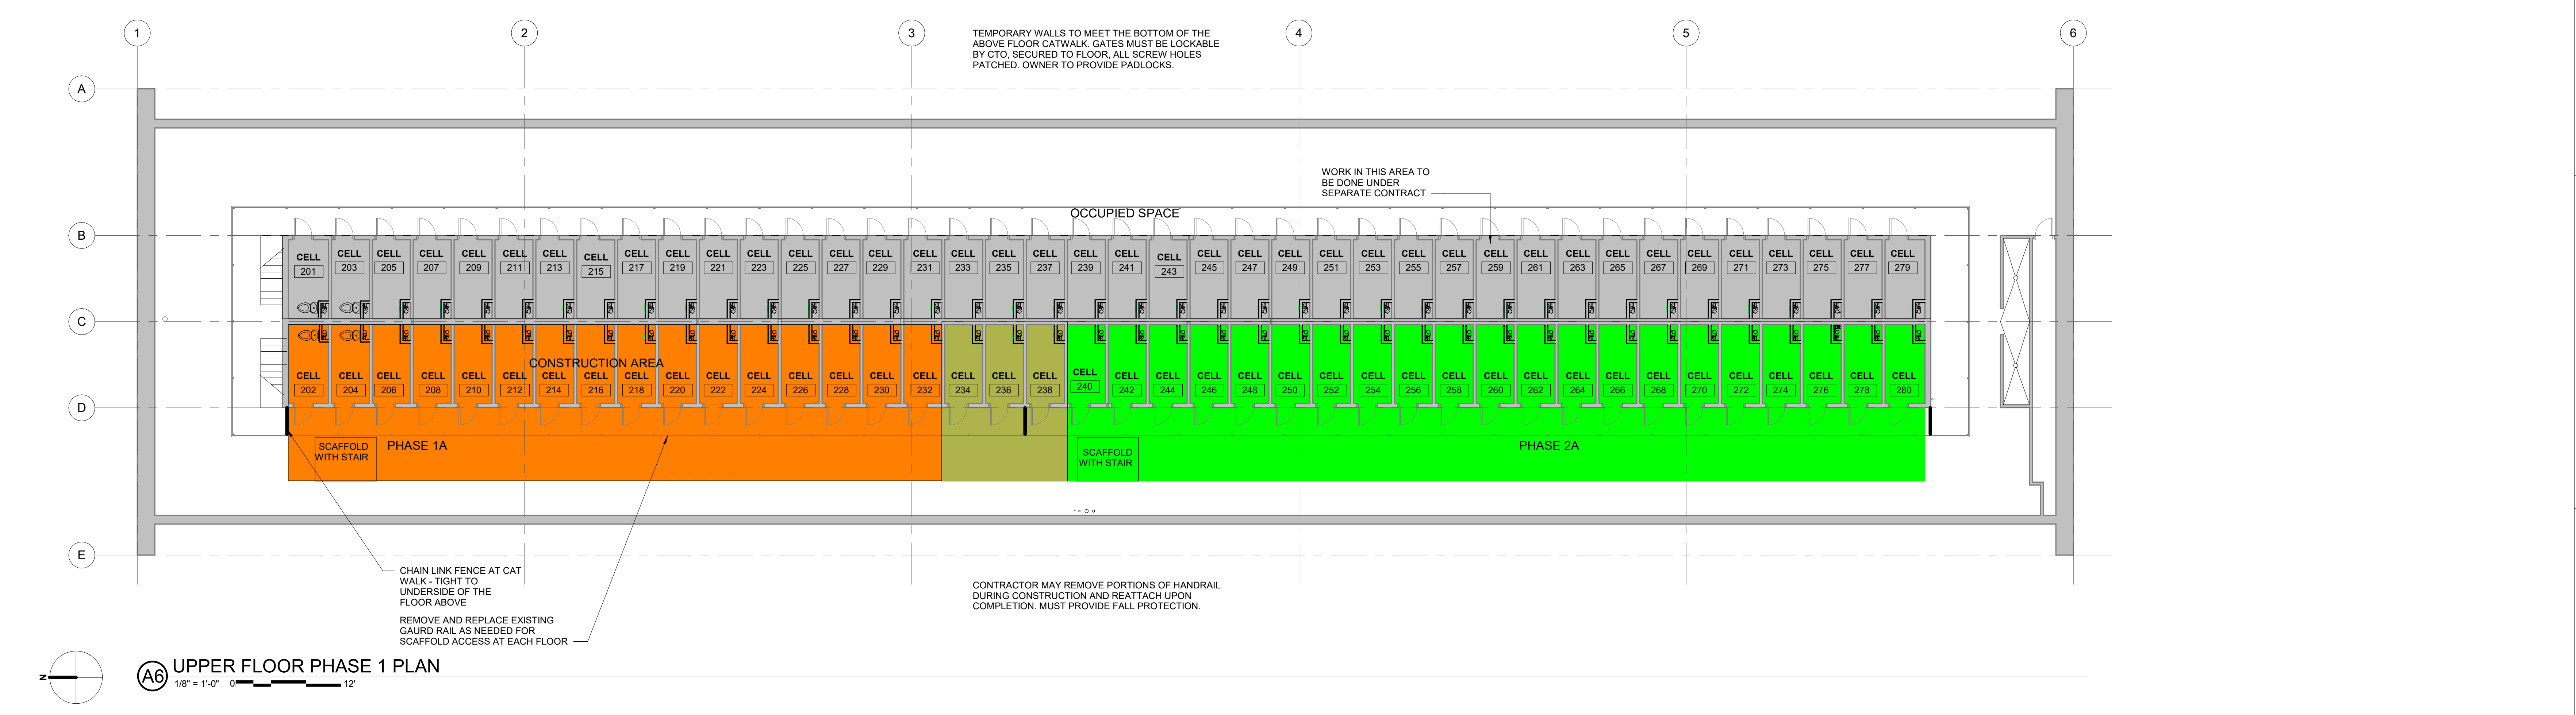 1 2 3 4 5 6
TEMPORARY WALLS TO MEET THE BOTTOM OF THE
ABOVE FLOOR CATWALK. GATES MUST BE LOCKABLE
BY CTO, SECURED TO FLOOR, ALL SCREW HOLES
PATCHED. OWNER TO PROVIDE PADLOCKS.
A
WORK IN THIS AREA TO
BE DONE UNDER
SEPARATE CONTRACT
OCCUPIED SPACE
B
CELL CELL CELL CELL CELL CELL CELL CELL CELL CELL CELL CELL CELL CELL CELL CELL CELL CELL CELL CELL CELL CELL CELL CELL CELL CELL CELL CELL CELL CELL CELL CELL CELL CELL CELL CELL CELL CELL CELL CELL
201 203 205 207 209 211 213 215 217 219 221 223 225 227 229 231 233 235 237 239 241 243 245 247 249 251 253 255 257 259 261 263 265 267 269 271 273 275 277 279
C
CONSTRUCTION AREA
CELL CELL CELL CELL CELL CELL CELL CELL CELL CELL CELL CELL CELL CELL CELL CELL CELL CELL CELL CELL CELL CELL CELL CELL CELL CELL CELL CELL CELL CELL CELL CELL CELL CELL CELL CELL CELL CELL CELL CELL
202 204 206 208 210 212 214 216 218 220 222 224 226 228 230 232 234 236 238 240 242 244 246 248 250 252 254 256 258 260 262 264 266 268 270 272 274 276 278 280
D
SCAFFOLD
WITH STAIR
PHASE 1A
SCAFFOLD
WITH STAIR
PHASE 2A
E
CHAIN LINK FENCE AT CAT
WALK - TIGHT TO
UNDERSIDE OF THE
FLOOR ABOVE
REMOVE AND REPLACE EXISTING
GAURD RAIL AS NEEDED FOR
SCAFFOLD ACCESS AT EACH FLOOR
CONTRACTOR MAY REMOVE PORTIONS OF HANDRAIL
DURING CONSTRUCTION AND REATTACH UPON
COMPLETION. MUST PROVIDE FALL PROTECTION.
N
A6
UPPER FLOOR PHASE 1 PLAN
1/8" = 1'-0" 0 12'